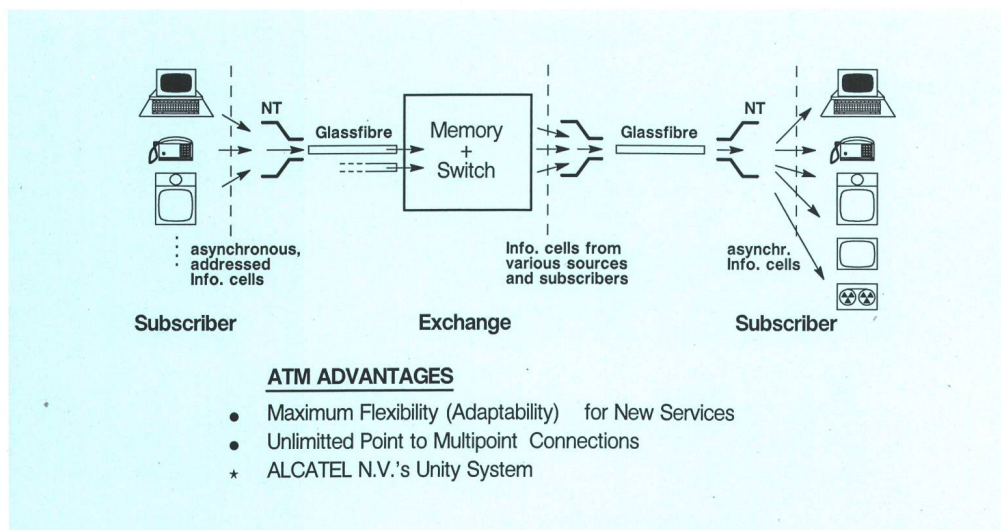 NT
Glassfibre
Memory
+
Switch
Glassfibre
NT
asynchronous,
addressed
Info. cells
Info. cells from
various sources
and subscribers
asynchr.
Info. cells
Subscriber
Exchange
Subscriber
ATM ADVANTAGES
● Maximum Flexibility (Adaptability) for New Services
● Unlimitted Point to Multipoint Connections
★ ALCATEL N.V.'s Unity System